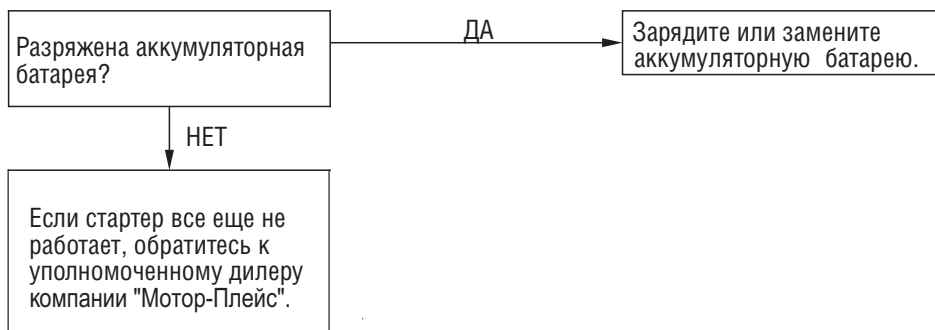 Разряжена аккумуляторная
батарея?
ДА
Зарядите или замените
аккумуляторную батарею.
НЕТ
Если стартер все еще не
работает, обратитесь к
уполномоченному дилеру
компании "Мотор-Плейс".